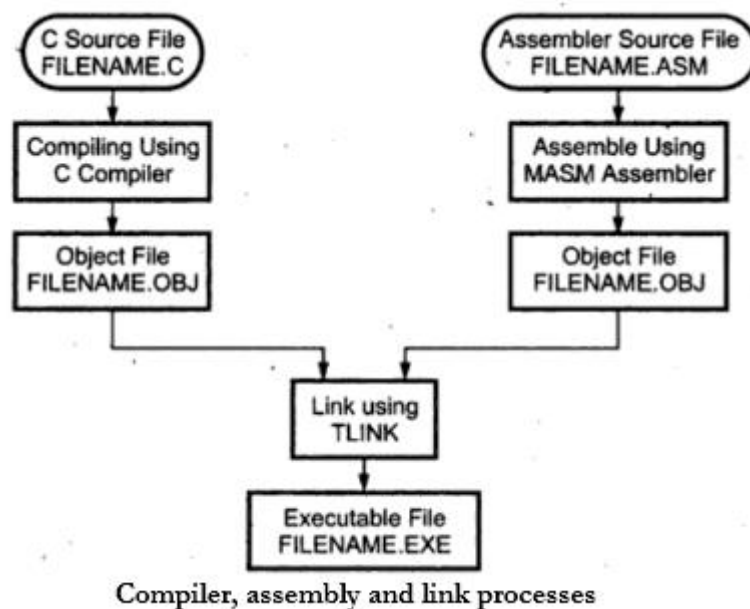 C Source File
FILENAME.C
Assembler Source File
FILENAME.ASM
Compiling Using
C Compiler
Assemble Using
MASM Assembler
Object File
FILENAME.OBJ
Object File
FILENAME.OBJ
Link using
TLINK
Executable File
FILENAME.EXE
Compiler, assembly and link processes